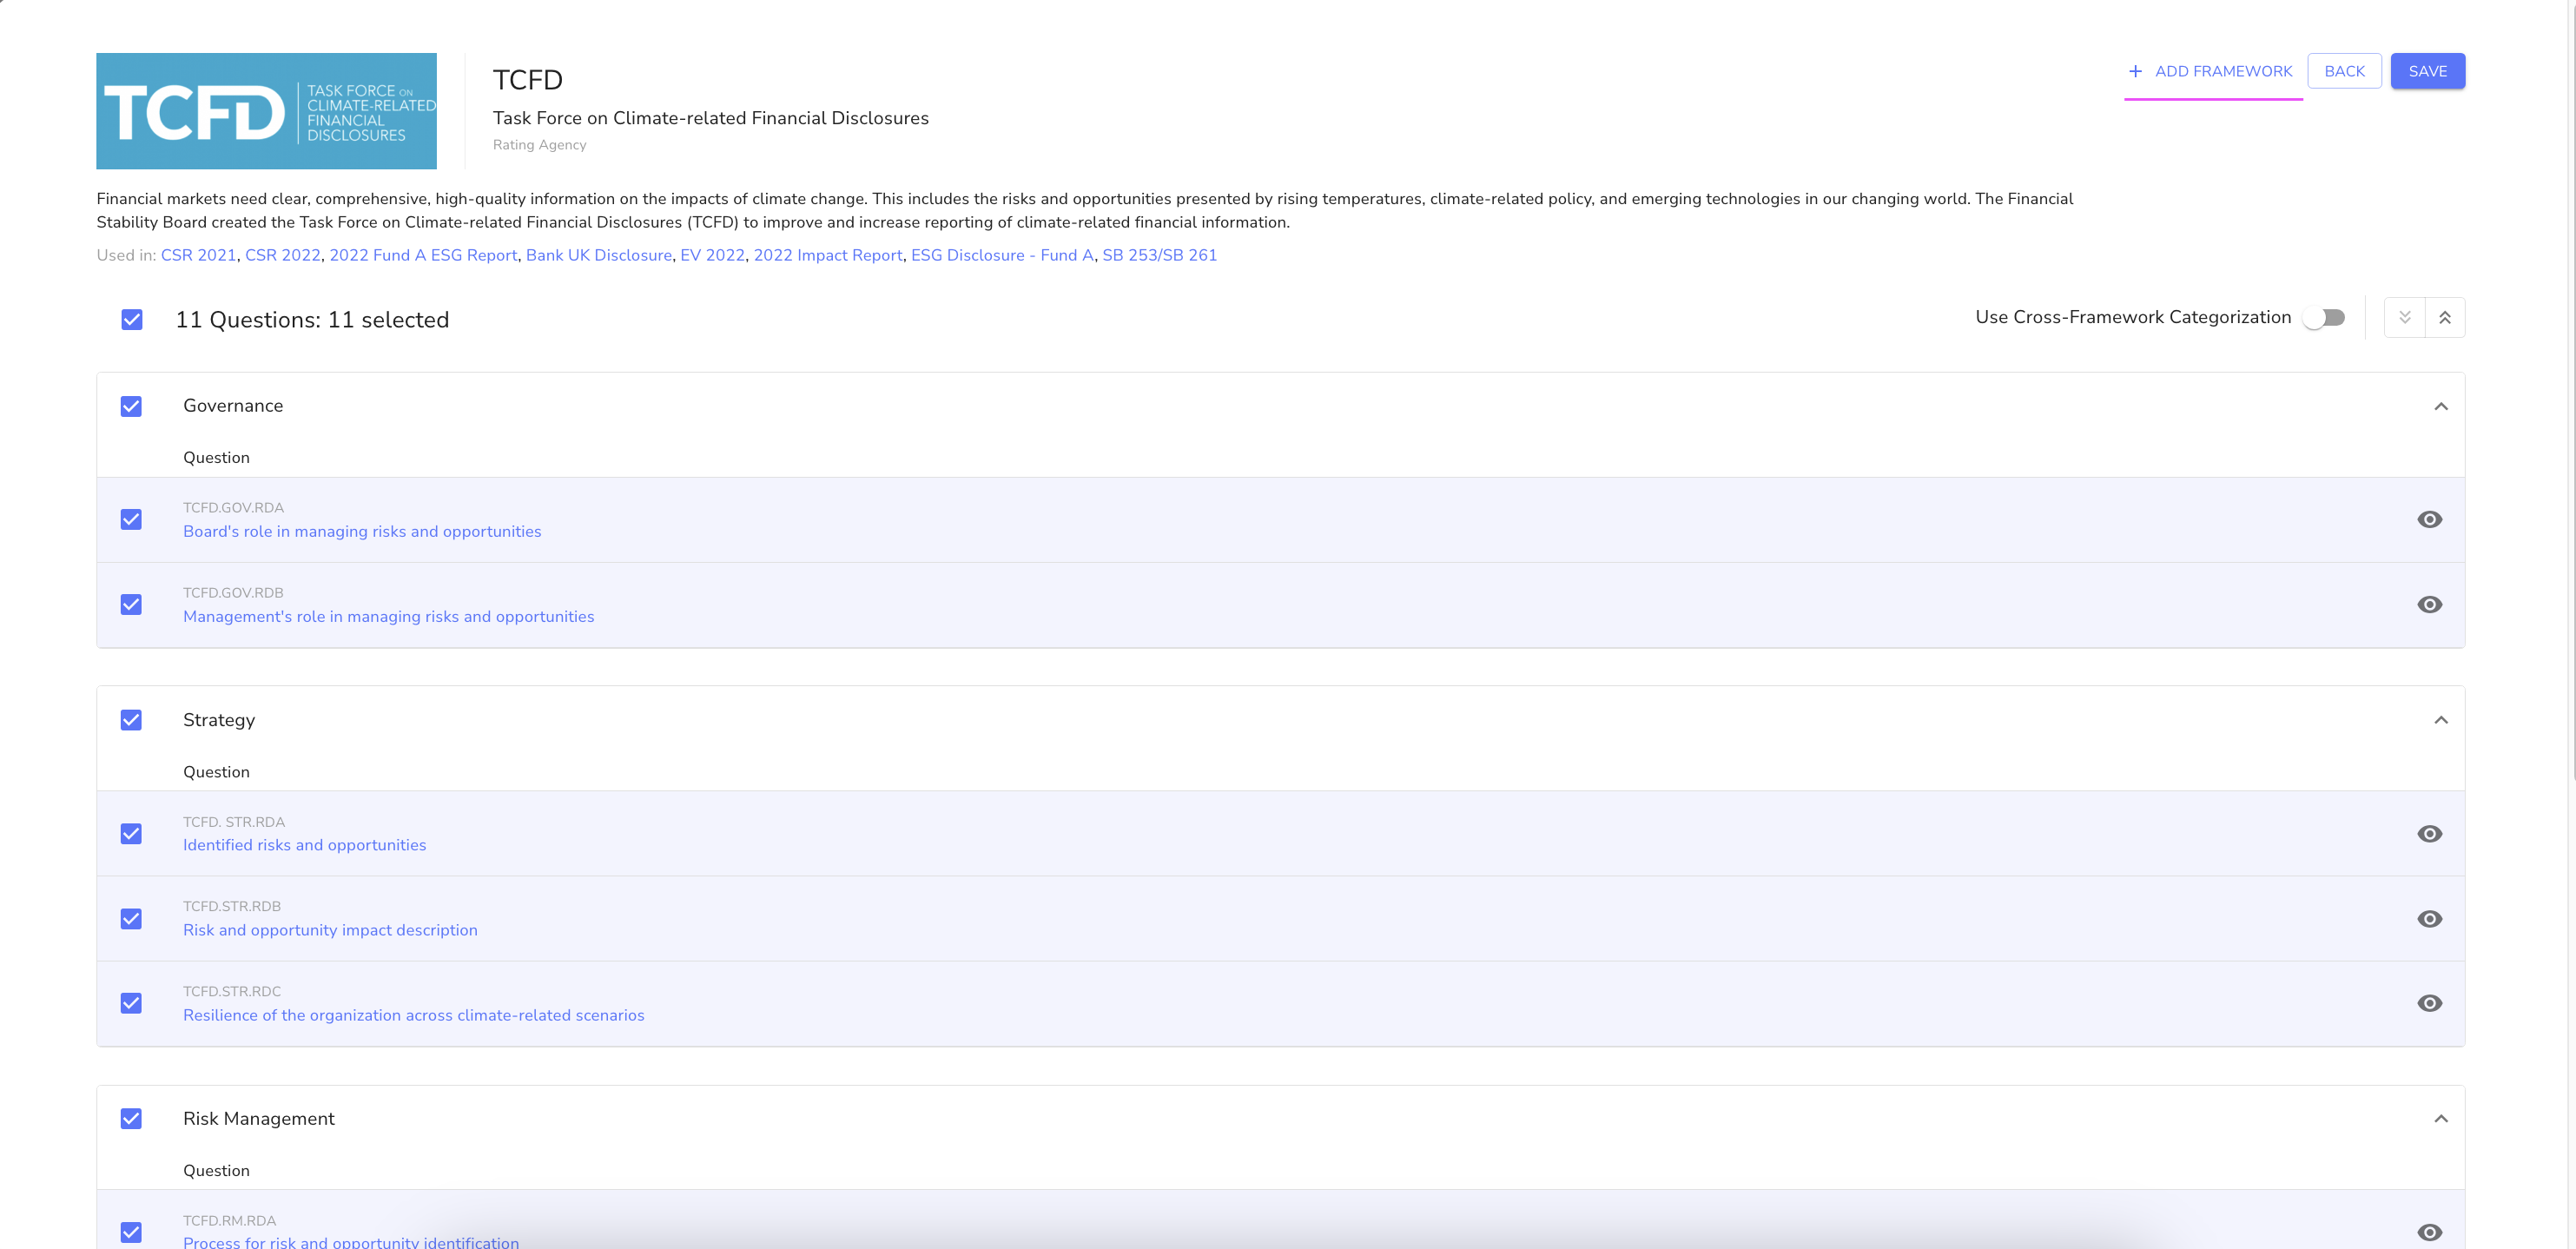 TCFD
TASK FORCE ON
CLIMATE-RELATED
FINANCIAL
DISCLOSURES
TCFD
Task Force on Climate-related Financial Disclosures
Rating Agency
+ ADD FRAMEWORK
BACK
SAVE
Financial markets need clear, comprehensive, high-quality information on the impacts of climate change. This includes the risks and opportunities presented by rising temperatures, climate-related policy, and emerging technologies in our changing world. The Financial
Stability Board created the Task Force on Climate-related Financial Disclosures (TCFD) to improve and increase reporting of climate-related financial information.
Used in: CSR 2021, CSR 2022, 2022 Fund A ESG Report, Bank UK Disclosure, EV 2022, 2022 Impact Report, ESG Disclosure - Fund A, SB 253/SB 261
11 Questions: 11 selected
Use Cross-Framework Categorization
Governance
Question
TCFD.GOV.RDA
Board's role in managing risks and opportunities
TCFD.GOV.RDB
Management's role in managing risks and opportunities
Strategy
Question
TCFD. STR.RDA
Identified risks and opportunities
TCFD.STR.RDB
Risk and opportunity impact description
TCFD.STR.RDC
Resilience of the organization across climate-related scenarios
Risk Management
Question
TCFD.RM.RDA
Process for risk and opportunity identification